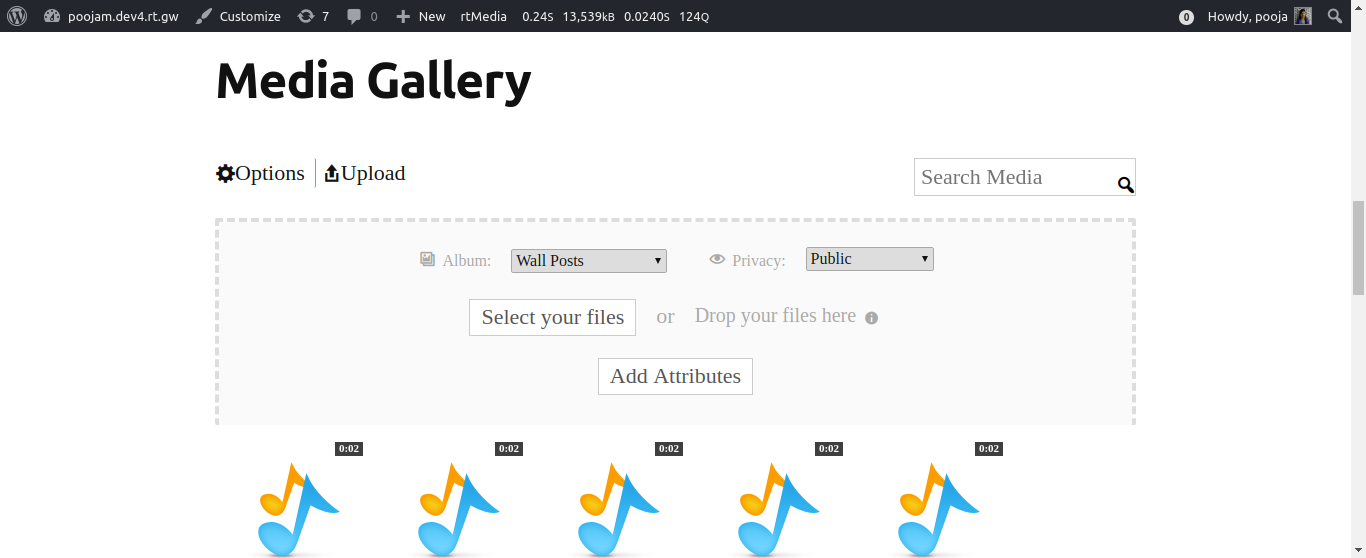 poojam.dev4.rt.gw Customize 7 0 New rtMedia 0.24S 13,539KB 0.0240S 124Q 0 Howdy, pooja
Media Gallery
Options Upload Search Media
Album: Wall Posts Privacy: Public
Select your files or Drop your files here
Add Attributes
0:02 0:02 0:02 0:02 0:02